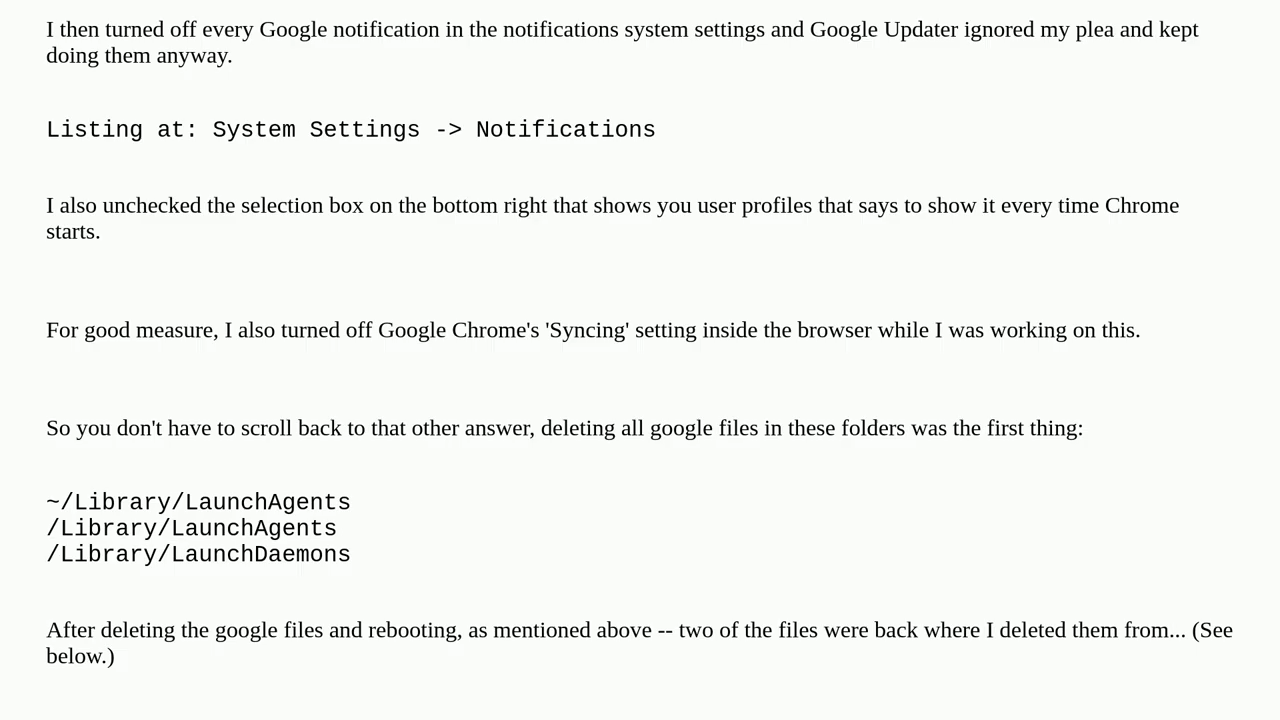 I then turned off every Google notification in the notifications system settings and Google Updater ignored my plea and kept
doing them anyway.
Listing at: System Settings -> Notifications
I also unchecked the selection box on the bottom right that shows you user profiles that says to show it every time Chrome
starts.
For good measure, I also turned off Google Chrome's 'Syncing' setting inside the browser while I was working on this.
So you don't have to scroll back to that other answer, deleting all google files in these folders was the first thing:
~/Library/LaunchAgents
/Library/LaunchAgents
/Library/LaunchDaemons
After deleting the google files and rebooting, as mentioned above -- two of the files were back where I deleted them from... (See
below.)